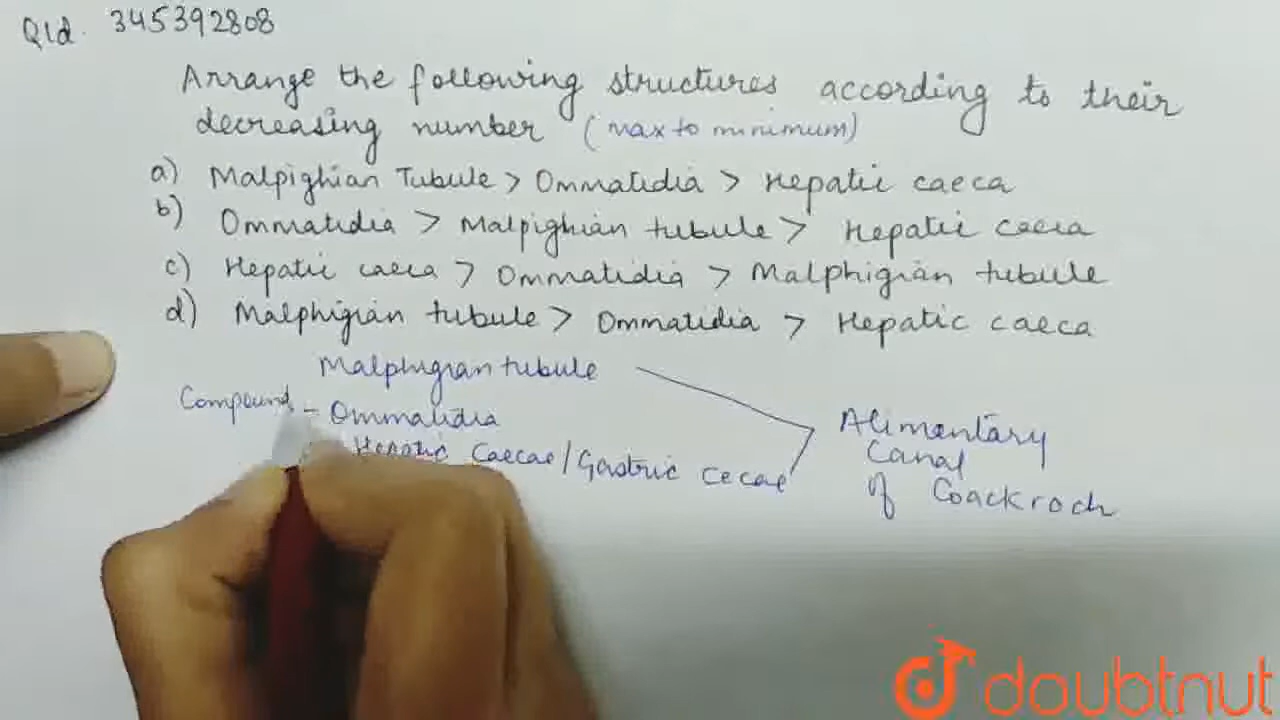 QId. 345392808
Arrange the following structures according to their
decreasing number (max to minimum)
a) Malpighian Tubule > Ommatidia > Hepatic caeca
b) Ommatidia > Malpighian tubule > Hepatic caeca
c) Hepatic caeca > Ommatidia > Malphigian tubule
d) Malphigian tubule > Ommatidia > Hepatic caeca
Malphigian tubule
Compound - Ommatidia
Hepatic Caecae/Gastric Cecae
Alimentary
Canal
of Coackroch
doubtnut